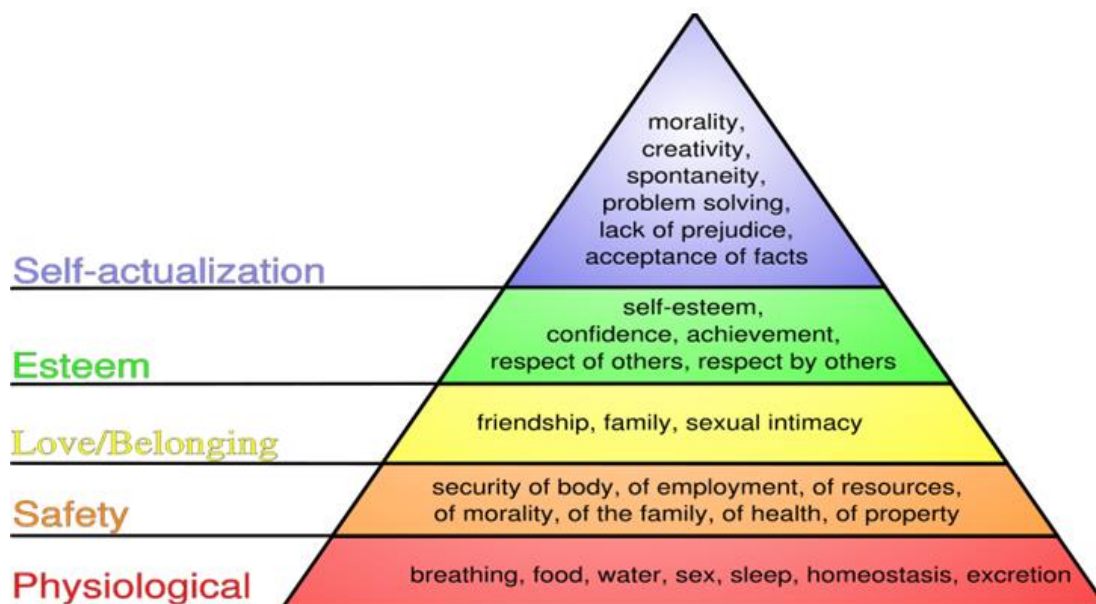 morality,
creativity,
spontaneity,
problem solving,
lack of prejudice,
acceptance of facts
Self-actualization
self-esteem,
confidence, achievement,
respect of others, respect by others
Esteem
friendship, family, sexual intimacy
Love/Belonging
security of body, of employment, of resources,
of morality, of the family, of health, of property
Safety
breathing, food, water, sex, sleep, homeostasis, excretion
Physiological